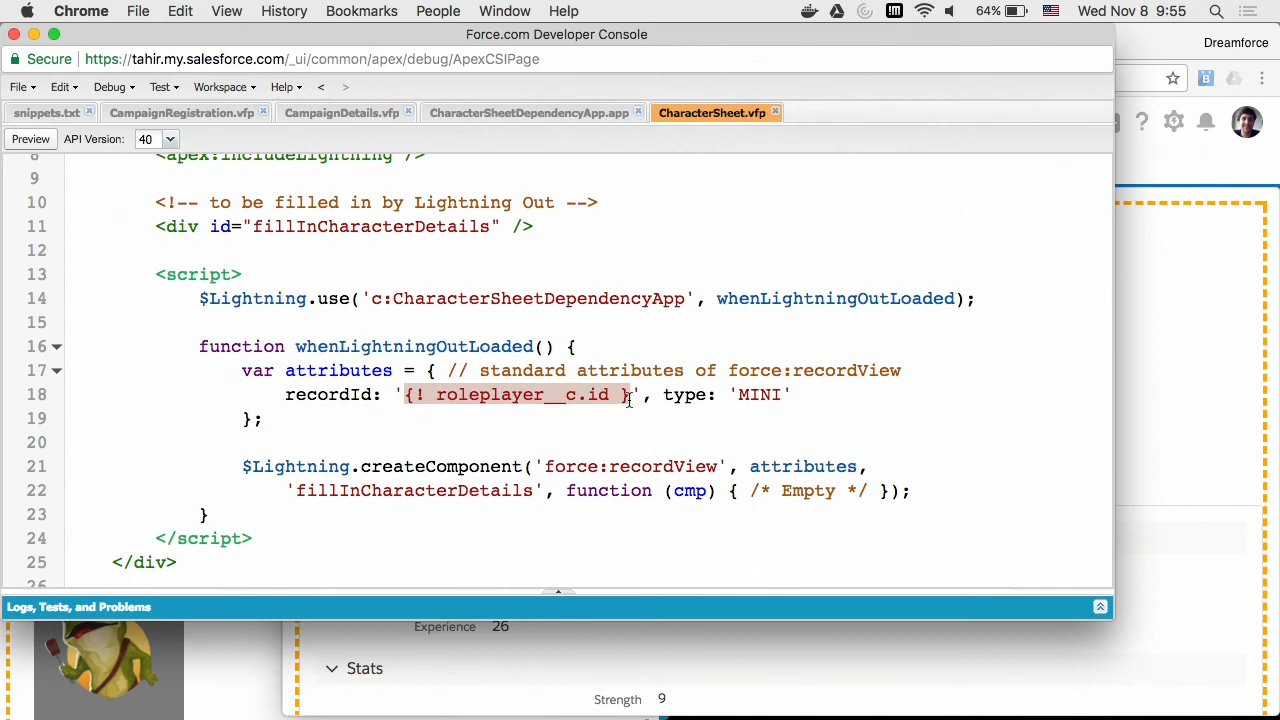 Chrome File Edit View History Bookmarks People Window Help 64% Wed Nov 8 9:55
Force.com Developer Console
Dreamforce
Secure https://tahir.my.salesforce.com/_ui/common/apex/debug/ApexCSIPage
File Edit Debug Test Workspace Help < >
snippets.txt CampaignRegistration.vfp CampaignDetails.vfp CharacterSheetDependencyApp.app CharacterSheet.vfp
Preview API Version: 40
8 <apex:includeLightning />
9
10 <!-- to be filled in by Lightning Out -->
11 <div id="fillInCharacterDetails" />
12
13 <script>
14 $Lightning.use('c:CharacterSheetDependencyApp', whenLightningOutLoaded);
15
16 function whenLightningOutLoaded() {
17 var attributes = { // standard attributes of force:recordView
18 recordId: '{! roleplayer__c.id }', type: 'MINI'
19 };
20
21 $Lightning.createComponent('force:recordView', attributes,
22 'fillInCharacterDetails', function (cmp) { /* Empty */ });
23 }
24 </script>
25 </div>
26
Logs, Tests, and Problems
Experience 26
Stats
Strength 9